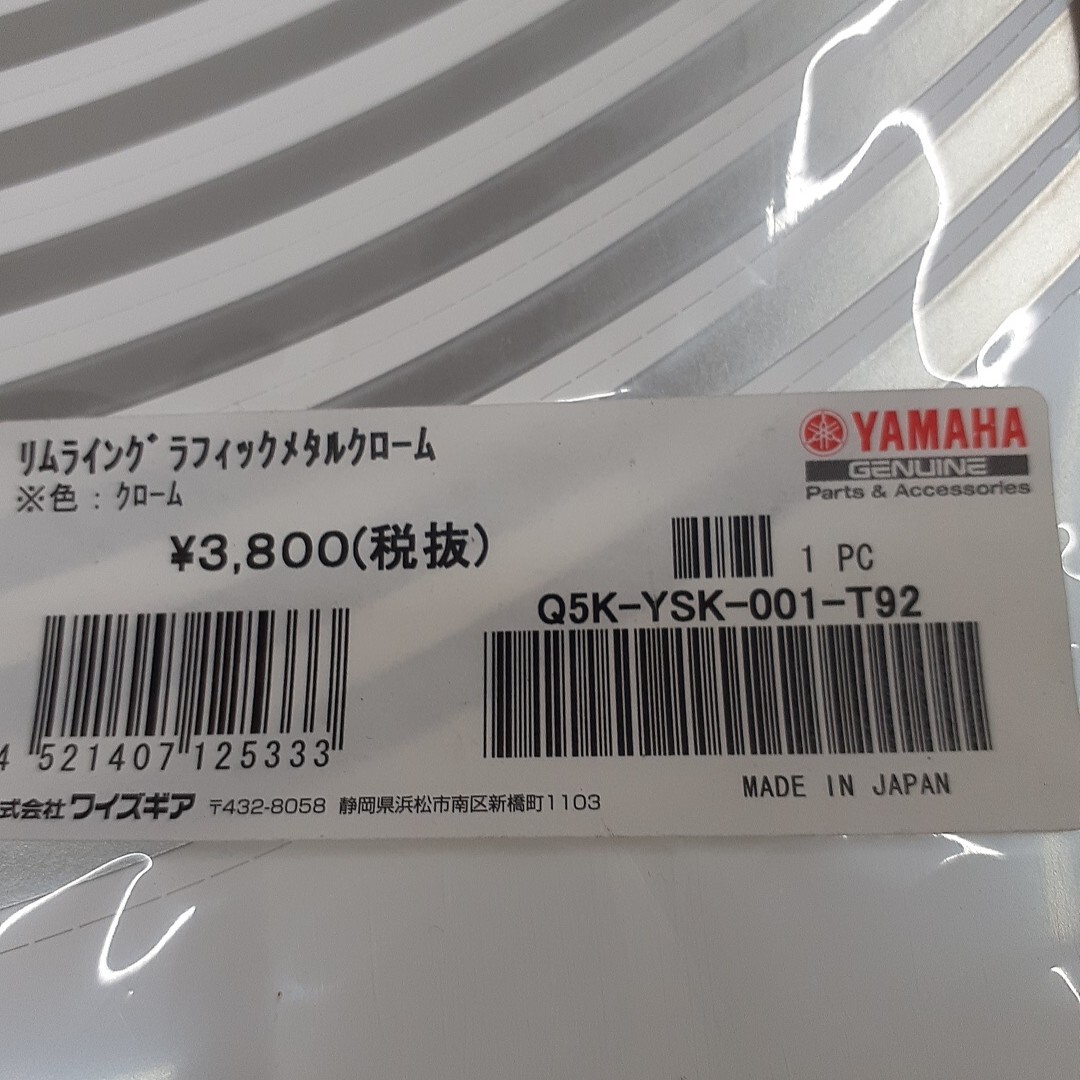 リムライングラフィックメタルクローム
※色：クローム
¥3,800(税抜)
YAMAHA
GENUINE
Parts & Accessories
1 PC
Q5K-YSK-001-T92
4 521407 125333
MADE IN JAPAN
式会社 ワイズギア 〒432-8058 静岡県浜松市南区新橋町1103